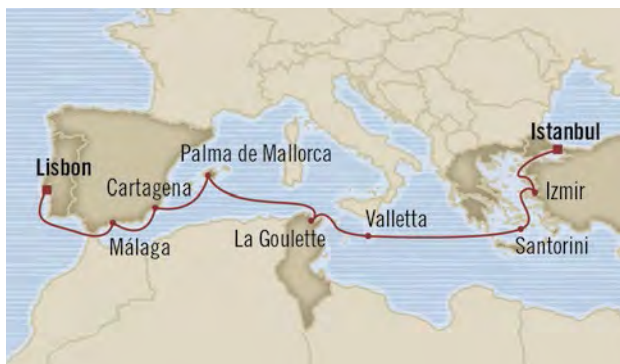 Istanbul
Lisbon
Palma de Mallorca
Cartagena
Izmir
Valletta
La Goulette
Málaga
Santorini